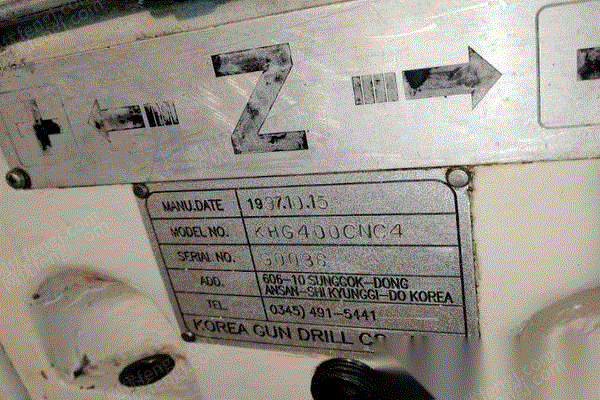 + Z -
MANU.DATE 1997.10.15
MODEL NO. KHG400CNC4
SERIAL NO.
ADD. 606-10 SUNGGOK-DONG
ANSAN-SHI KYUNGGI-DO KOREA
TEL. 0345) 491-5441
KOREA GUN DRILL